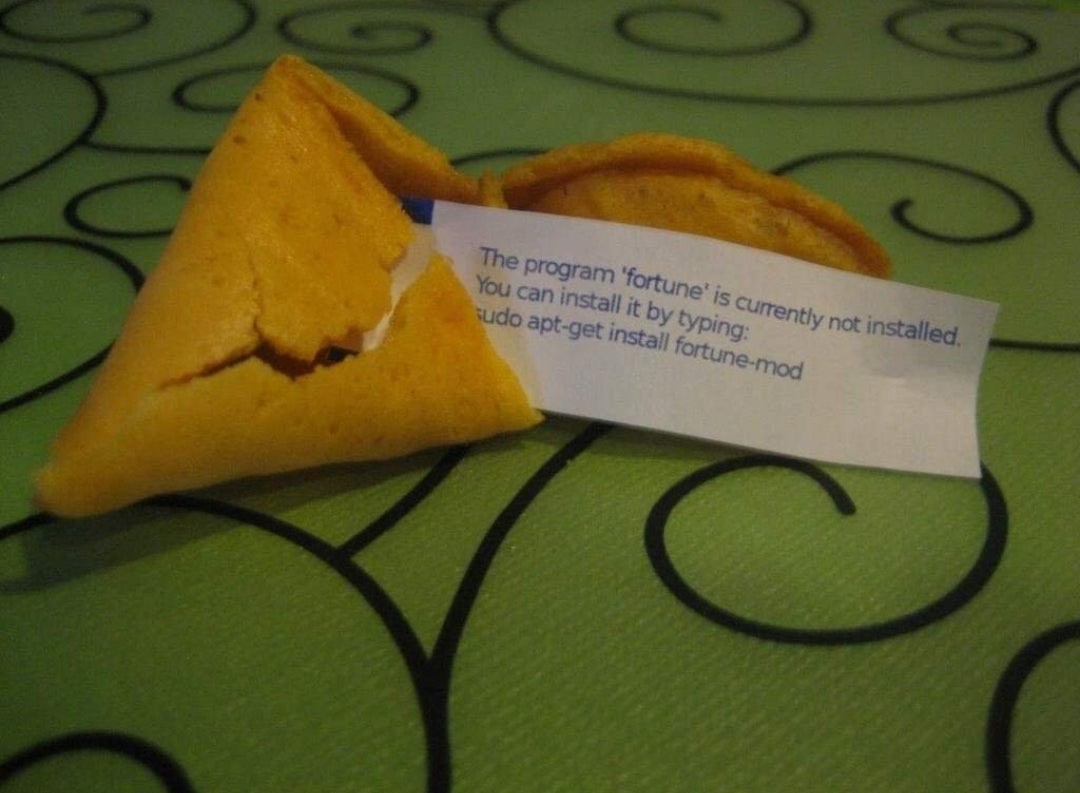 The program 'fortune' is currently not installed.
You can install it by typing:
sudo apt-get install fortune-mod